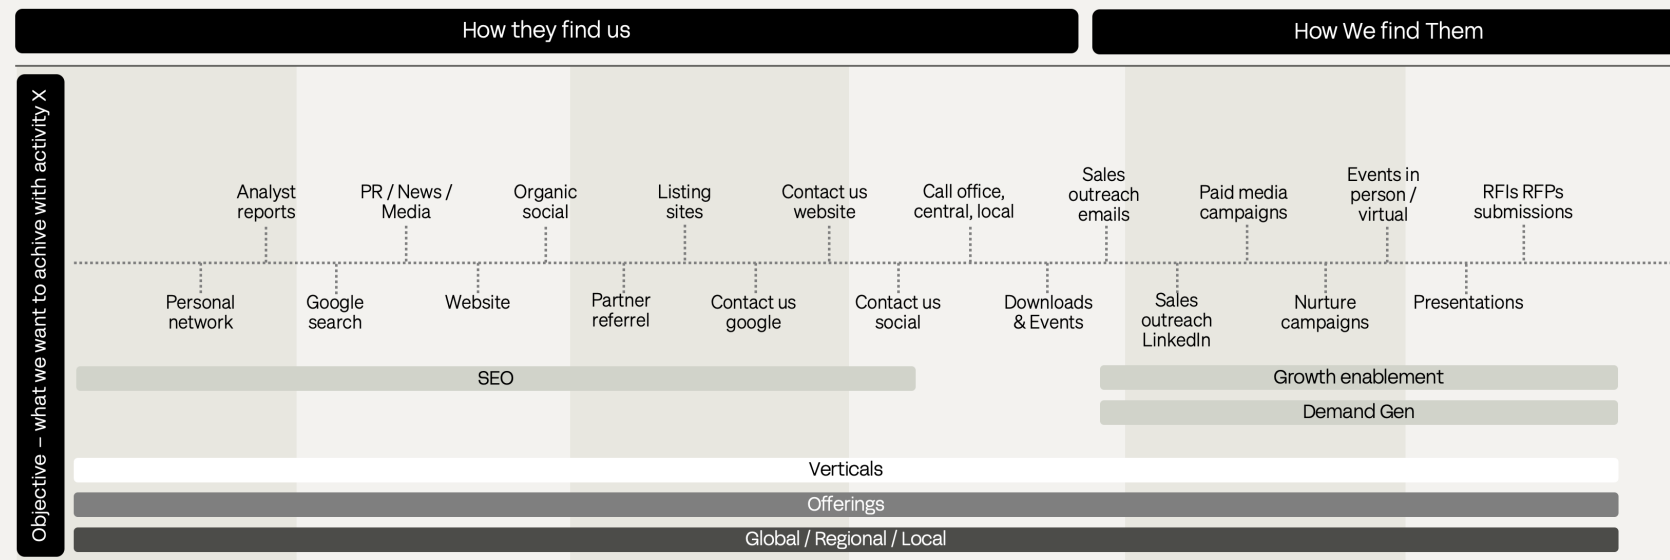 How they find us
How We find Them
Objective – what we want to achive with activity X
Analyst
reports
PR / News /
Media
Organic
social
Listing
sites
Contact us
website
Call office,
central, local
Sales
outreach
emails
Paid media
campaigns
Events in
person /
virtual
RFIs RFPs
submissions
Personal
network
Google
search
Website
Partner
referrel
Contact us
google
Contact us
social
Downloads
& Events
Sales
outreach
LinkedIn
Nurture
campaigns
Presentations
SEO
Growth enablement
Demand Gen
Verticals
Offerings
Global / Regional / Local